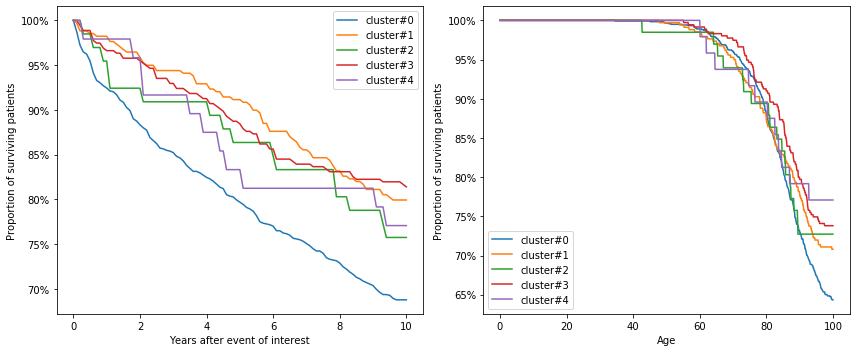 Proportion of surviving patients
100%
95%
90%
85%
80%
75%
70%
cluster#0
cluster#1
cluster#2
cluster#3
cluster#4
0
2
4
6
8
10
Years after event of interest
Proportion of surviving patients
100%
95%
90%
85%
80%
75%
70%
65%
cluster#0
cluster#1
cluster#2
cluster#3
cluster#4
0
20
40
60
80
100
Age